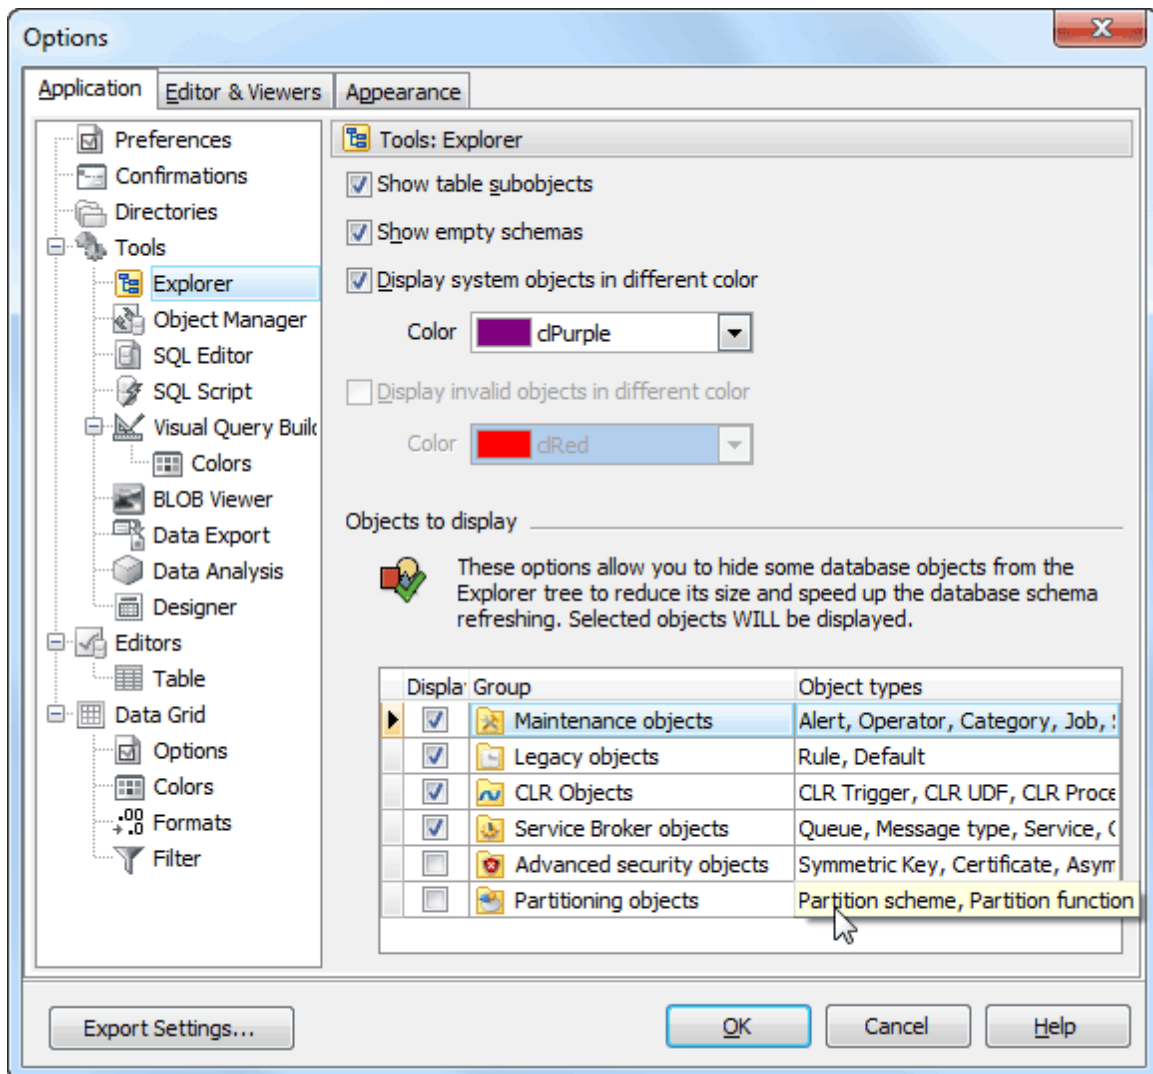 Options
Application
Editor & Viewers
Appearance
Preferences
Confirmations
Directories
Tools
Explorer
Object Manager
SQL Editor
SQL Script
Visual Query Build
Colors
BLOB Viewer
Data Export
Data Analysis
Designer
Editors
Table
Data Grid
Options
Colors
.00
.0
Formats
Filter
Tools: Explorer
Show table subobjects
Show empty schemas
Display system objects in different color
Color clPurple
Display invalid objects in different color
Color clRed
Objects to display
These options allow you to hide some database objects from the
Explorer tree to reduce its size and speed up the database schema
refreshing. Selected objects WILL be displayed.
Display Group Object types
Maintenance objects Alert, Operator, Category, Job,
Legacy objects Rule, Default
CLR Objects CLR Trigger, CLR UDF, CLR Proce
Service Broker objects Queue, Message type, Service,
Advanced security objects Symmetric Key, Certificate, Asym
Partitioning objects Partition scheme, Partition function
Export Settings...
OK
Cancel
Help